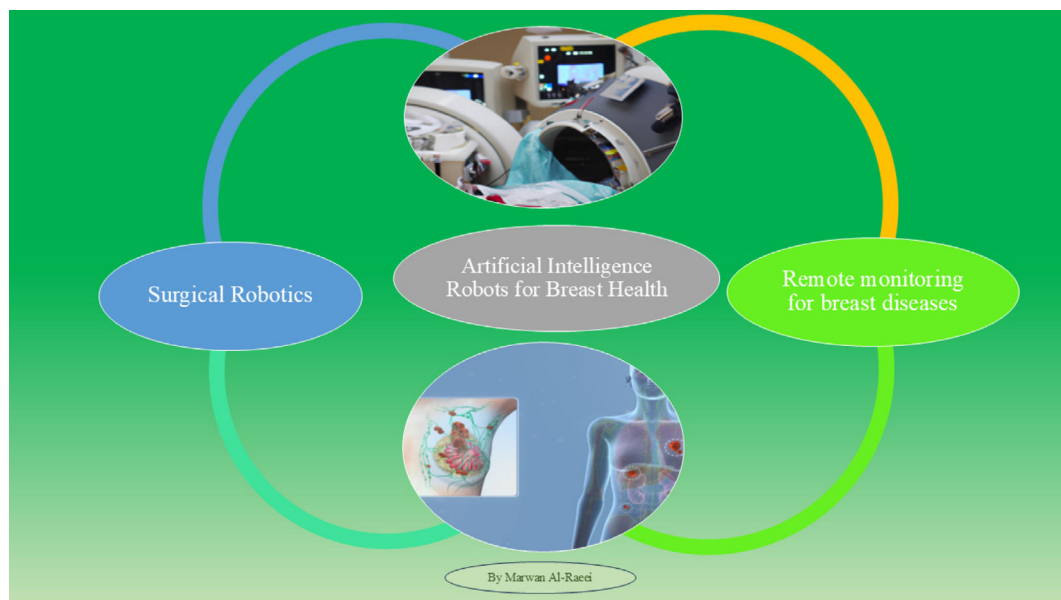 Surgical Robotics
Artificial Intelligence
Robots for Breast Health
Remote monitoring
for breast diseases
By Marwan Al-Raeei